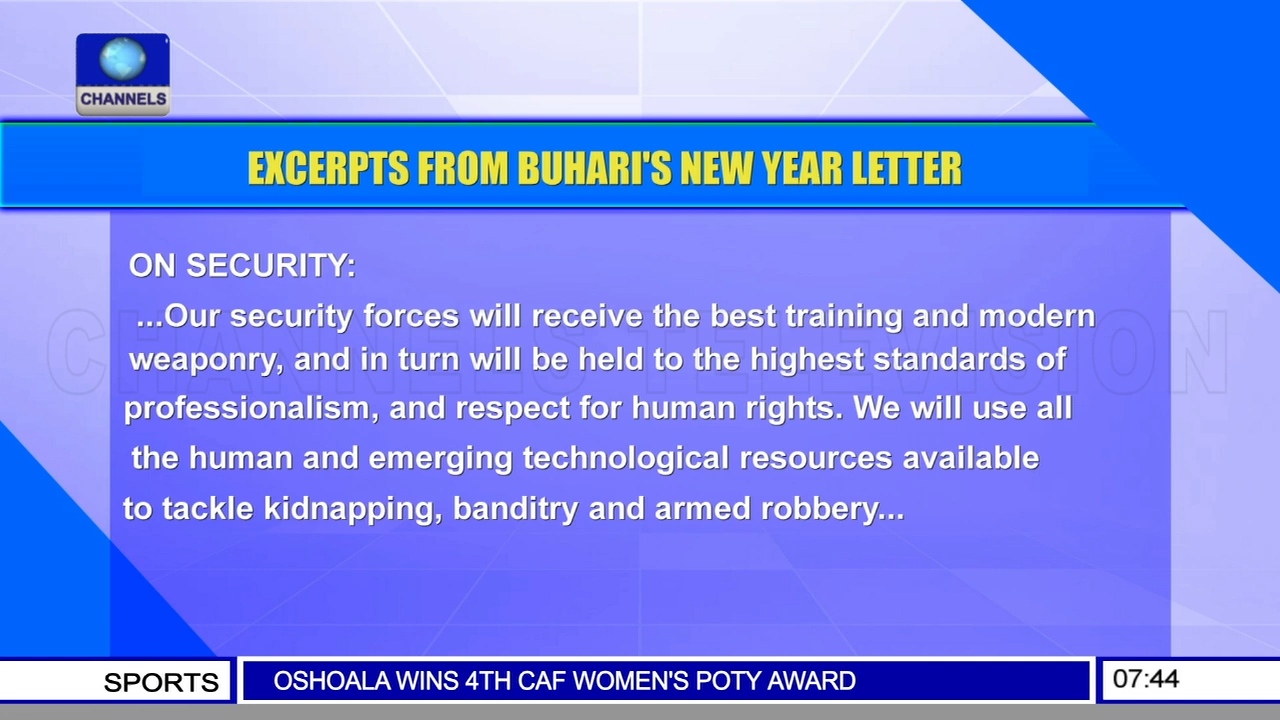 CHANNELS
EXCERPTS FROM BUHARI'S NEW YEAR LETTER
ON SECURITY:
...Our security forces will receive the best training and modern
weaponry, and in turn will be held to the highest standards of
professionalism, and respect for human rights. We will use all
the human and emerging technological resources available
to tackle kidnapping, banditry and armed robbery...
CHANNELS TELEVISION
SPORTS
OSHOALA WINS 4TH CAF WOMEN'S POTY AWARD
07:44